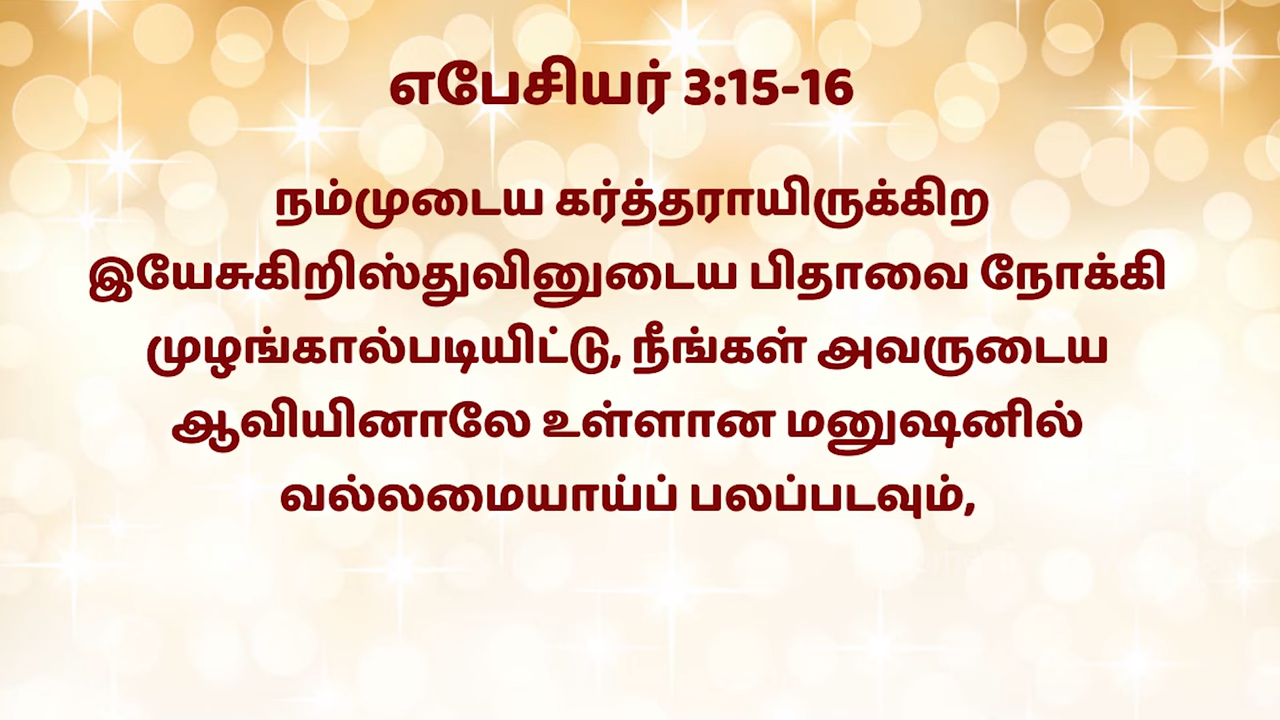 எபேசியர் 3:15-16
நம்முடைய கர்த்தராயிருக்கிற
இயேசுகிறிஸ்துவினுடைய பிதாவை நோக்கி
முழங்கால்படியிட்டு, நீங்கள் அவருடைய
ஆவியினாலே உள்ளான மனுஷனில்
வல்லமையாய்ப் பலப்படவும்,